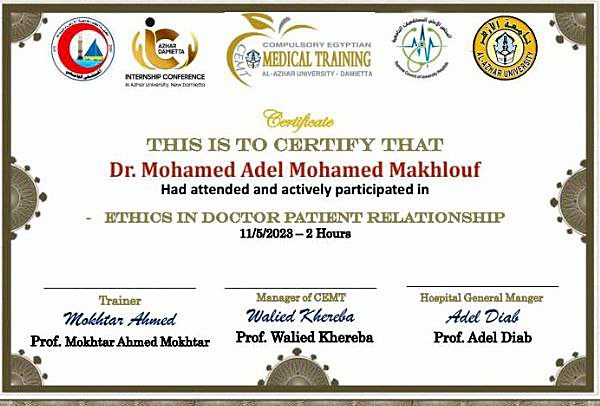 AZHAR
DAMIETTA
INTERNSHIP CONFERENCE
Al Azhar University, New Damietta
CEMT
COMPULSORY EGYPTIAN
MEDICAL TRAINING
AL-AZHAR UNIVERSITY - DAMIETTA
AL-AZHAR UNIVERSITY
جامعة الأزهر
Certificate
THIS IS TO CERTIFY THAT
Dr. Mohamed Adel Mohamed Makhlouf
Had attended and actively participated in
- ETHICS IN DOCTOR PATIENT RELATIONSHIP
11/5/2023 – 2 Hours
Trainer
Mokhtar Ahmed
Prof. Mokhtar Ahmed Mokhtar
Manager of CEMT
Walied Khereba
Prof. Walied Khereba
Hospital General Manger
Adel Diab
Prof. Adel Diab